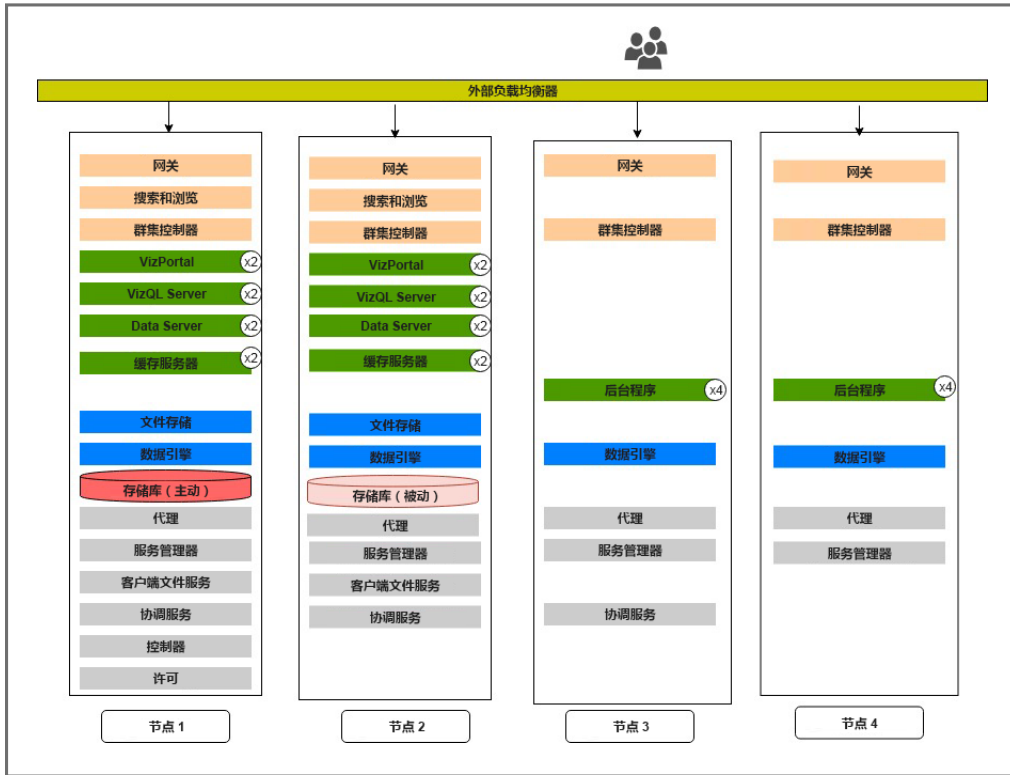 外部负载均衡器
网关
搜索和浏览
群集控制器
VizPortal x2
VizQL Server x2
Data Server x2
缓存服务器 x2
文件存储
数据引擎
存储库（主动）
代理
服务管理器
客户端文件服务
协调服务
控制器
许可
节点 1
网关
搜索和浏览
群集控制器
VizPortal x2
VizQL Server x2
Data Server x2
缓存服务器 x2
文件存储
数据引擎
存储库（被动）
代理
服务管理器
客户端文件服务
协调服务
节点 2
网关
群集控制器
后台程序 x4
数据引擎
代理
服务管理器
协调服务
节点 3
网关
群集控制器
后台程序 x4
数据引擎
代理
服务管理器
节点 4